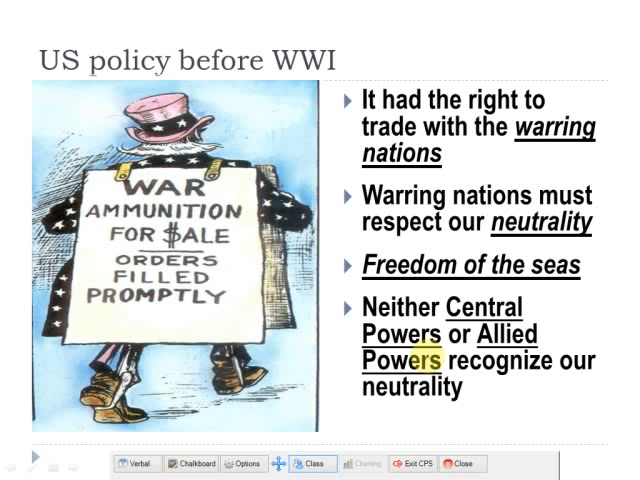 US policy before WWI
WAR
AMMUNITION
FOR $ALE
ORDERS
FILLED
PROMPTLY
It had the right to
trade with the warring
nations
Warring nations must
respect our neutrality
Freedom of the seas
Neither Central
Powers or Allied
Powers recognize our
neutrality
Verbal Chalkboard Options Class Charting Exit CPS Close